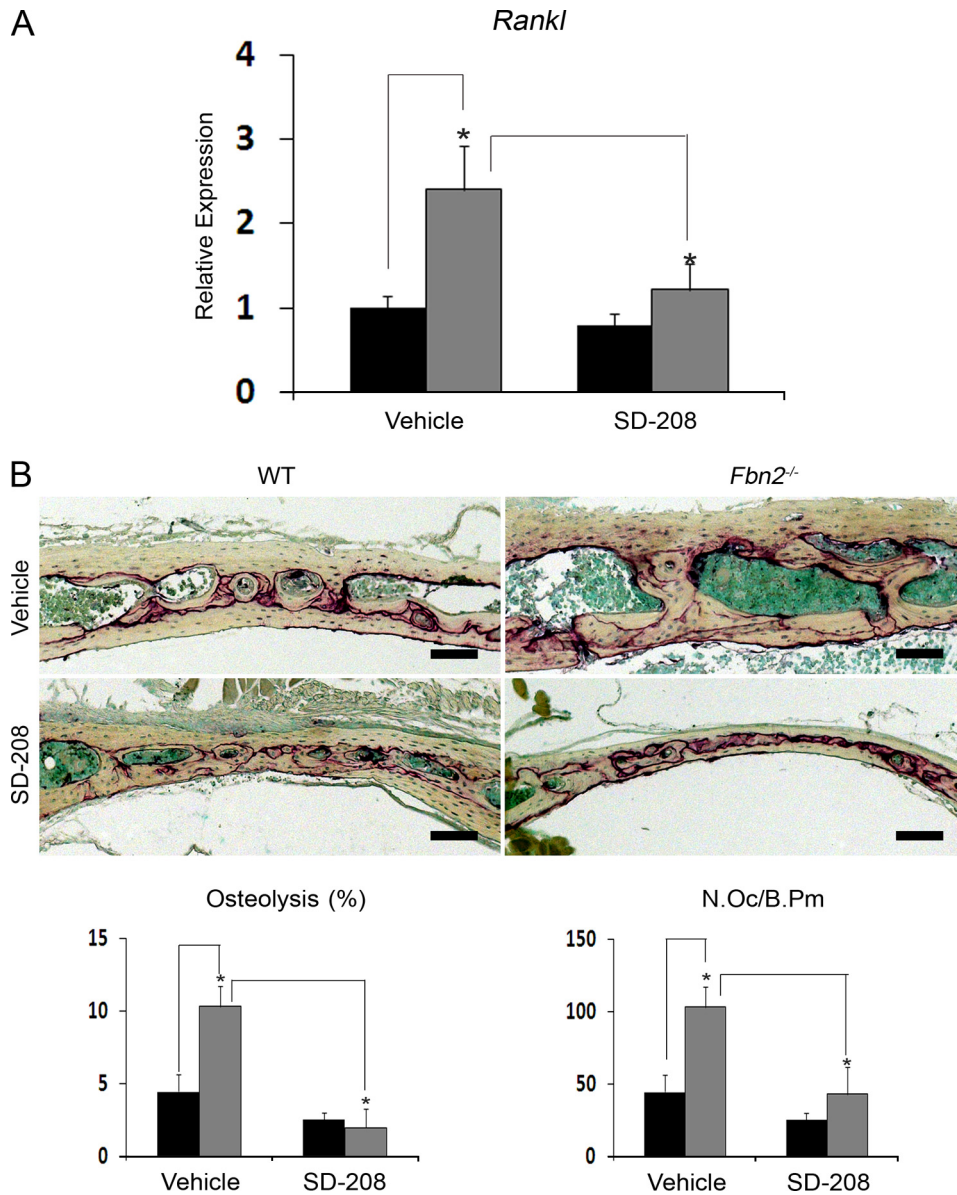 A
Rankl
Relative Expression
4
3
2
1
0
*
*
Vehicle
SD-208
B
WT
Fbn2-/-
Vehicle
SD-208
Osteolysis (%)
15
10
5
0
*
*
Vehicle
SD-208
N.Oc/B.Pm
150
100
50
0
*
*
Vehicle
SD-208